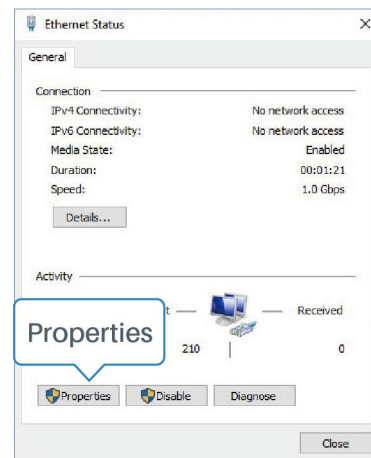 Ethernet Status
General
Connection
IPv4 Connectivity: No network access
IPv6 Connectivity: No network access
Media State: Enabled
Duration: 00:01:21
Speed: 1.0 Gbps
Details...
Activity
Received
Properties
210 0
Properties Disable Diagnose
Close